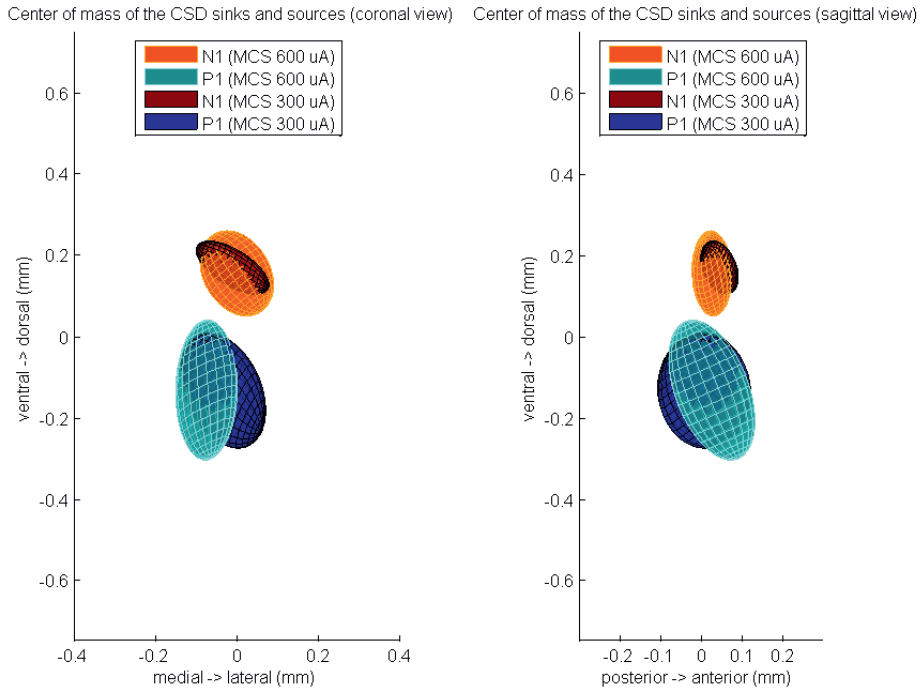 Center of mass of the CSD sinks and sources (coronal view)
N1 (MCS 600 uA)
P1 (MCS 600 uA)
N1 (MCS 300 uA)
P1 (MCS 300 uA)
0.6
0.4
0.2
0
-0.2
-0.4
-0.6
ventral -> dorsal (mm)
-0.4 -0.2 0 0.2 0.4
medial -> lateral (mm)
Center of mass of the CSD sinks and sources (sagittal view)
N1 (MCS 600 uA)
P1 (MCS 600 uA)
N1 (MCS 300 uA)
P1 (MCS 300 uA)
0.6
0.4
0.2
0
-0.2
-0.4
-0.6
ventral -> dorsal (mm)
-0.2 -0.1 0 0.1 0.2
posterior -> anterior (mm)